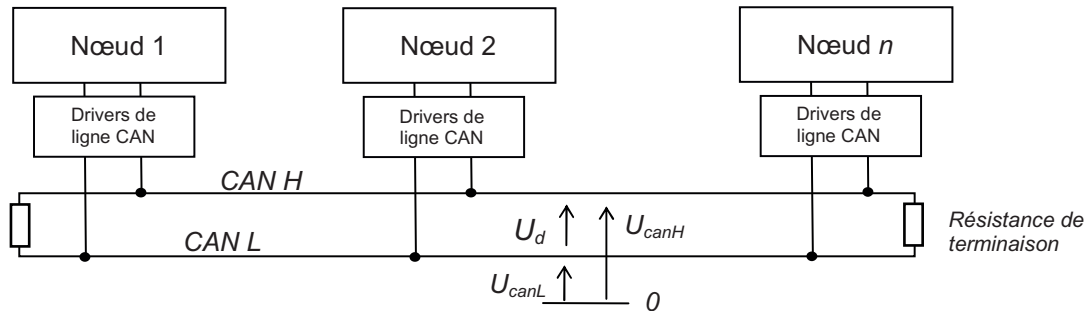 Nœud 1
Nœud 2
Nœud n
Drivers de
ligne CAN
Drivers de
ligne CAN
Drivers de
ligne CAN
CAN H
CAN L
Ud
UcanH
UcanL
0
Résistance de
terminaison